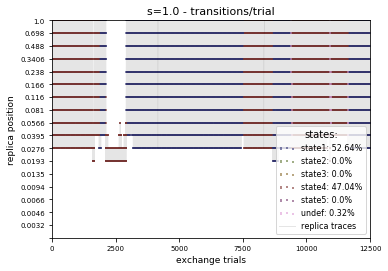 s=1.0 - transitions/trial
1.0
0.698
0.488
0.3406
0.238
0.166
0.116
0.081
0.0566
0.0395
0.0276
0.0193
0.0135
0.0094
0.0066
0.0046
0.0032
replica position
states:
state1: 52.64%
state2: 0.0%
state3: 0.0%
state4: 47.04%
state5: 0.0%
undef: 0.32%
replica traces
0 2500 5000 7500 10000 12500
exchange trials